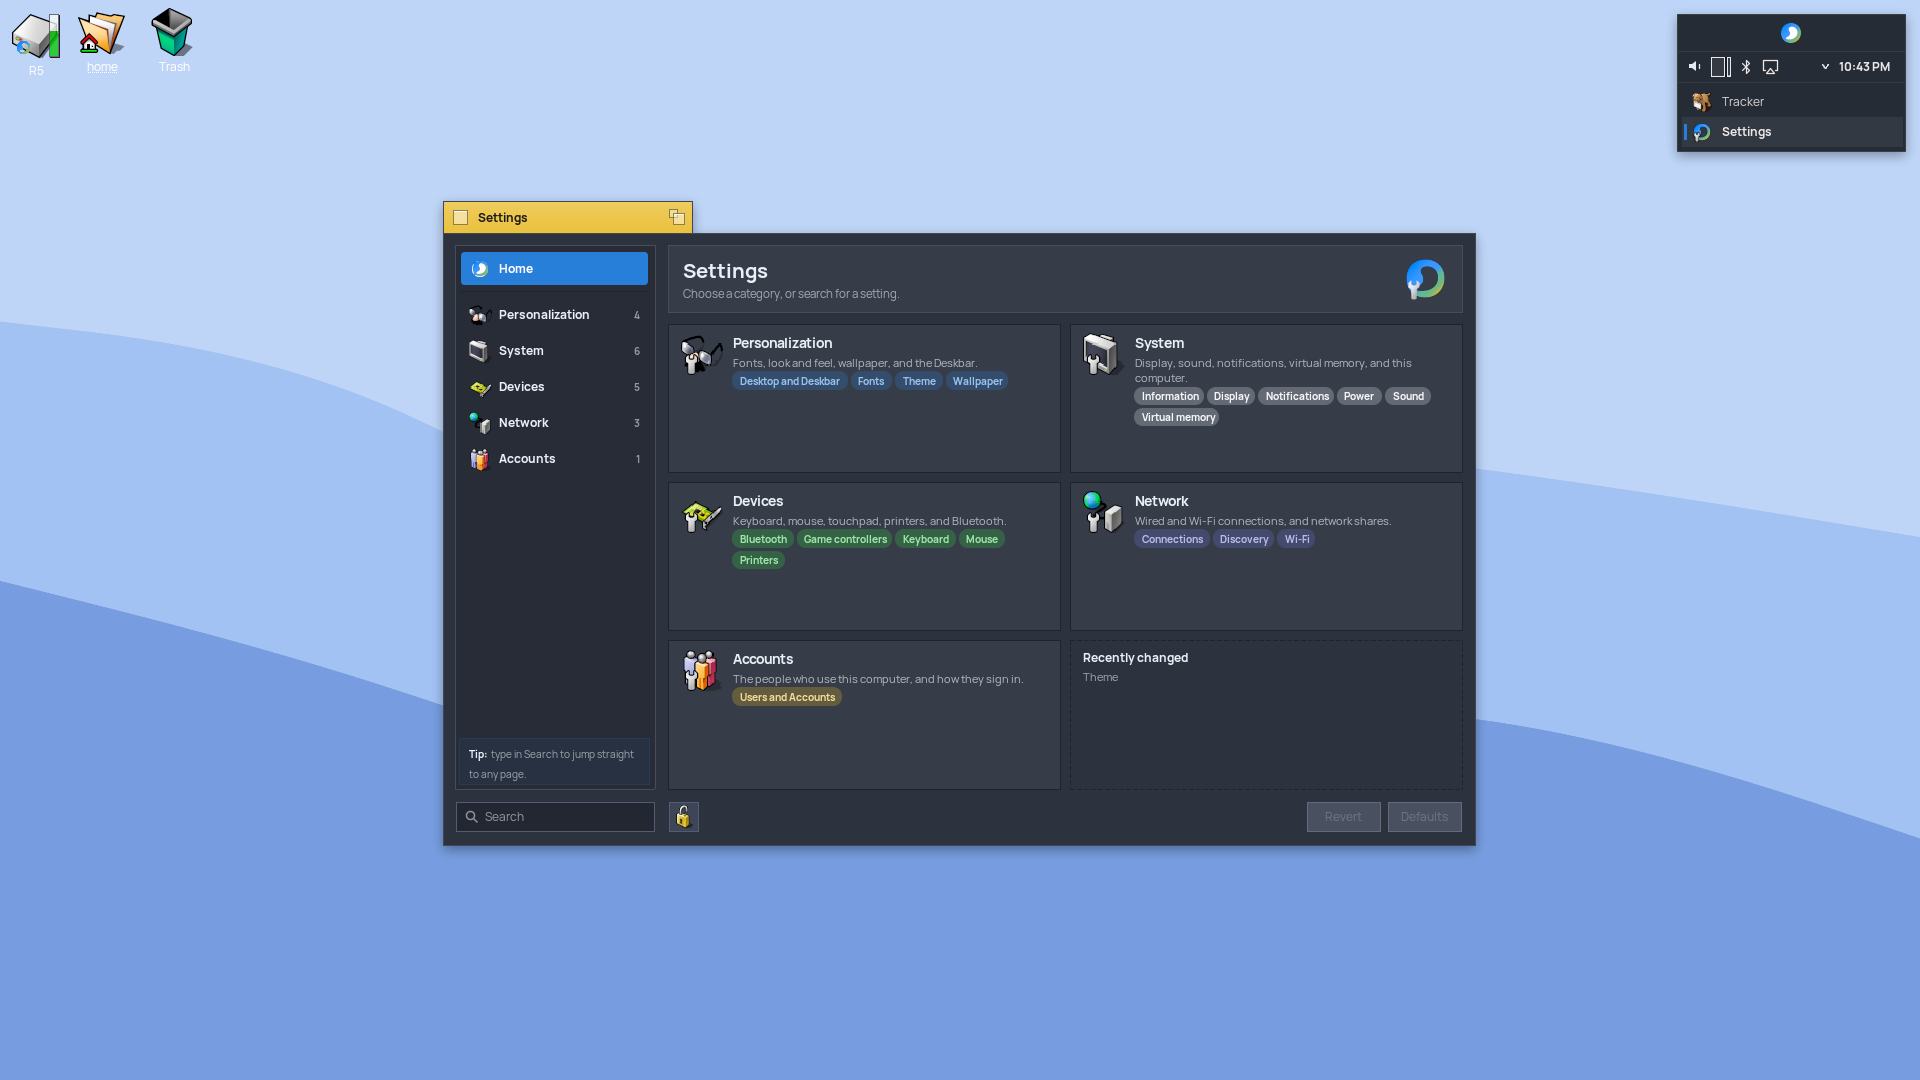 R5
home
Trash
10:43 PM
Tracker
Settings
Settings
Home
Personalization 4
System 6
Devices 5
Network 3
Accounts 1
Tip: type in Search to jump straight
to any page.
Search
Settings
Choose a category, or search for a setting.
Personalization
Fonts, look and feel, wallpaper, and the Deskbar.
Desktop and Deskbar Fonts Theme Wallpaper
System
Display, sound, notifications, virtual memory, and this
computer.
Information Display Notifications Power Sound
Virtual memory
Devices
Keyboard, mouse, touchpad, printers, and Bluetooth.
Bluetooth Game controllers Keyboard Mouse
Printers
Network
Wired and Wi-Fi connections, and network shares.
Connections Discovery Wi-Fi
Accounts
The people who use this computer, and how they sign in.
Users and Accounts
Recently changed
Theme
Revert Defaults